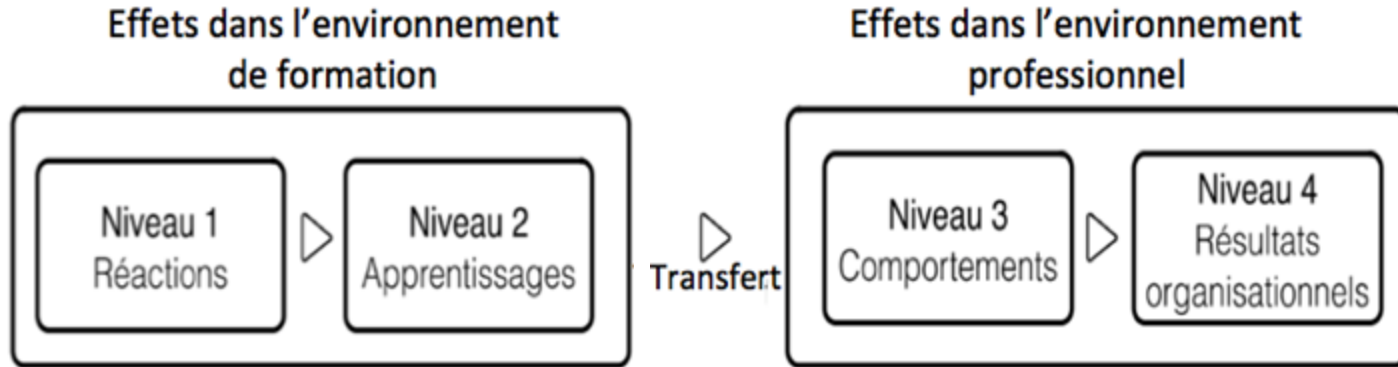 Effets dans l’environnement
de formation
Effets dans l’environnement
professionnel
Niveau 1
Réactions
Niveau 2
Apprentissages
Transfert
Niveau 3
Comportements
Niveau 4
Résultats
organisationnels